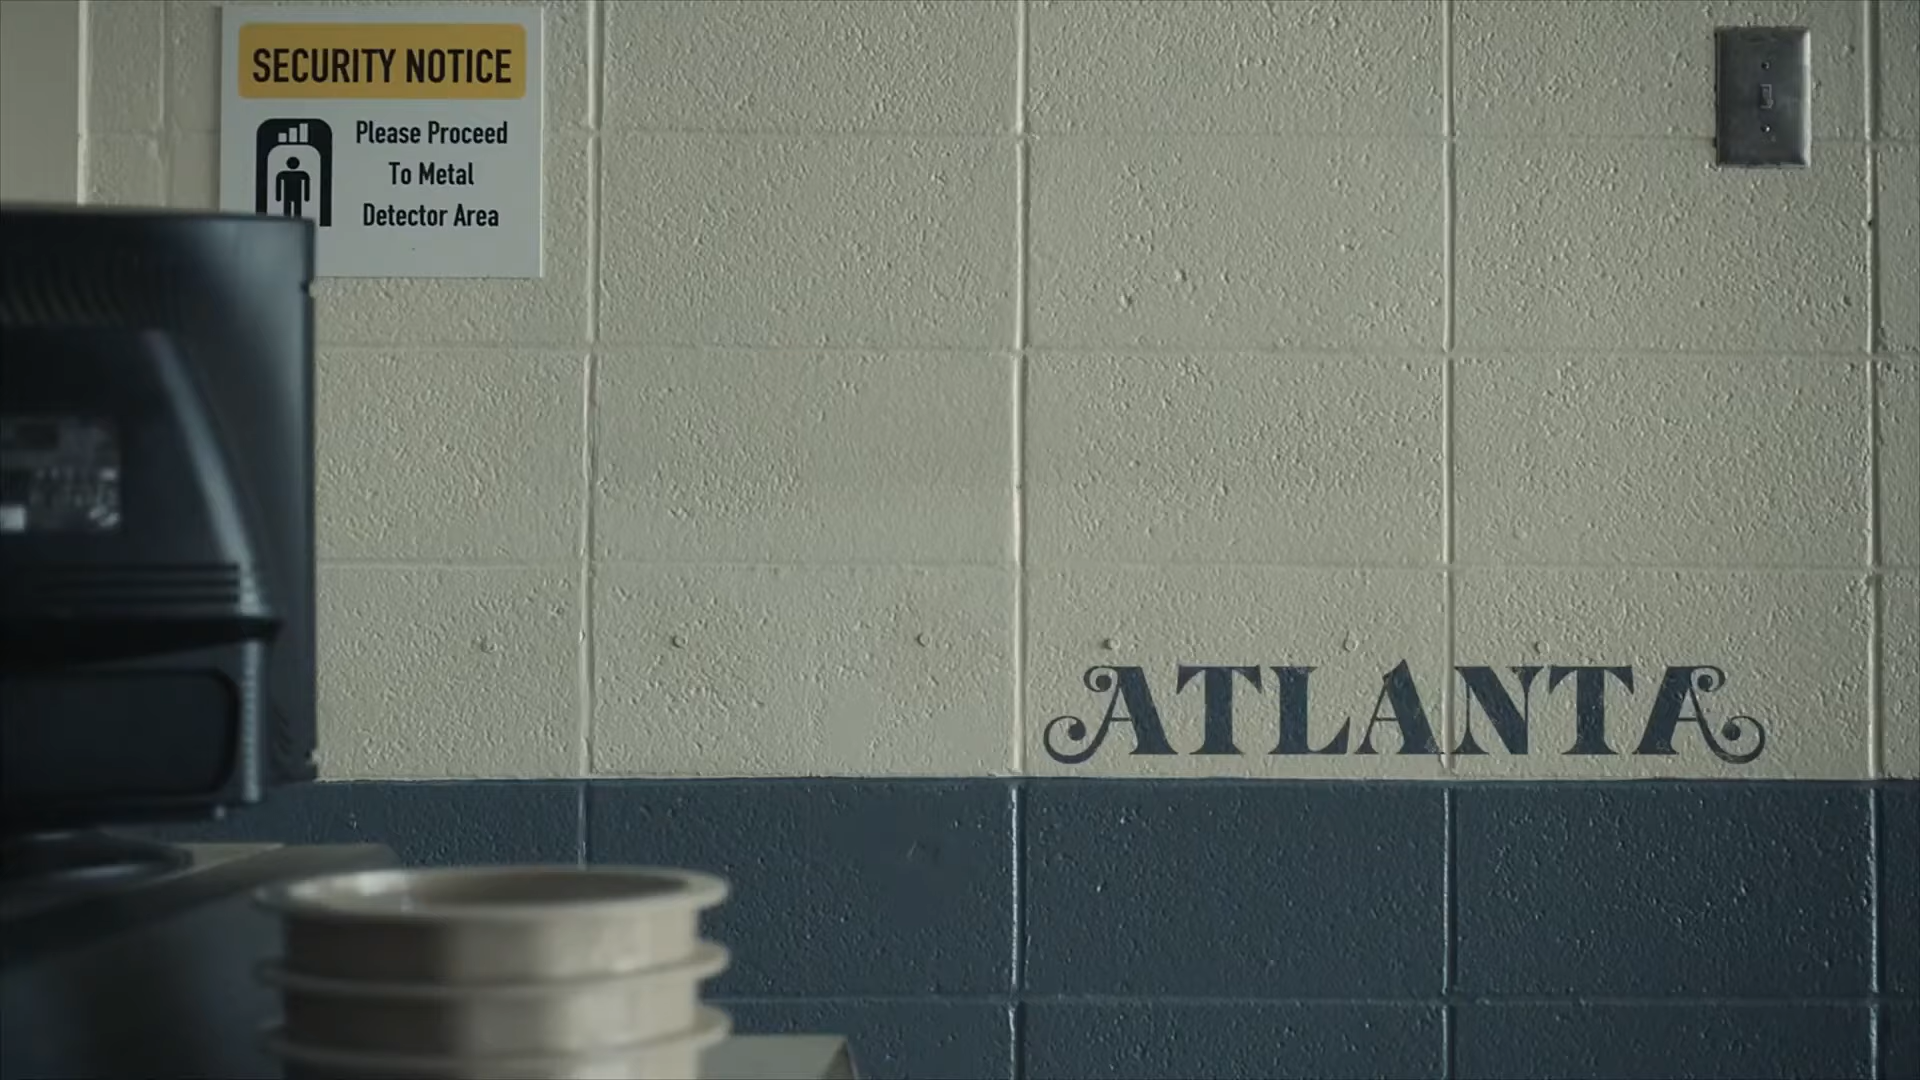 SECURITY NOTICE
Please Proceed
To Metal
Detector Area
ATLANTA